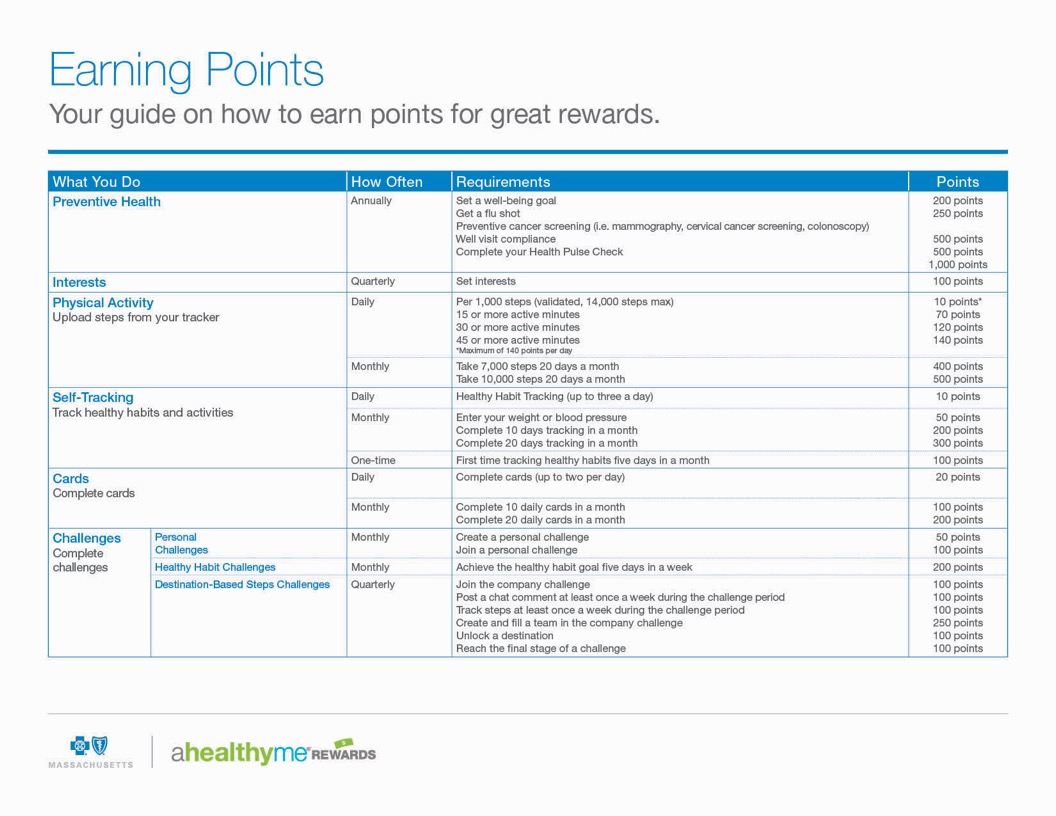 Earning Points
Your guide on how to earn points for great rewards.
What You Do How Often Requirements Points
Preventive Health Annually Set a well-being goal 200 points
Get a flu shot 250 points
Preventive cancer screening (i.e. mammography, cervical cancer screening, colonoscopy)
Well visit compliance 500 points
Complete your Health Pulse Check 500 points
1,000 points
Interests Quarterly Set interests 100 points
Physical Activity Daily Per 1,000 steps (validated, 14,000 steps max) 10 points*
Upload steps from your tracker 15 or more active minutes 70 points
30 or more active minutes 120 points
45 or more active minutes 140 points
*Maximum of 140 points per day
Monthly Take 7,000 steps 20 days a month 400 points
Take 10,000 steps 20 days a month 500 points
Self-Tracking Daily Healthy Habit Tracking (up to three a day) 10 points
Track healthy habits and activities
Monthly Enter your weight or blood pressure 50 points
Complete 10 days tracking in a month 200 points
Complete 20 days tracking in a month 300 points
One-time First time tracking healthy habits five days in a month 100 points
Cards Daily Complete cards (up to two per day) 20 points
Complete cards
Monthly Complete 10 daily cards in a month 100 points
Complete 20 daily cards in a month 200 points
Challenges Personal Monthly Create a personal challenge 50 points
Complete Challenges Join a personal challenge 100 points
challenges Healthy Habit Challenges Monthly Achieve the healthy habit goal five days in a week 200 points
Destination-Based Steps Challenges Quarterly Join the company challenge 100 points
Post a chat comment at least once a week during the challenge period 100 points
Track steps at least once a week during the challenge period 100 points
Create and fill a team in the company challenge 250 points
Unlock a destination 100 points
Reach the final stage of a challenge 100 points
MASSACHUSETTS
ahealthyme® REWARDS